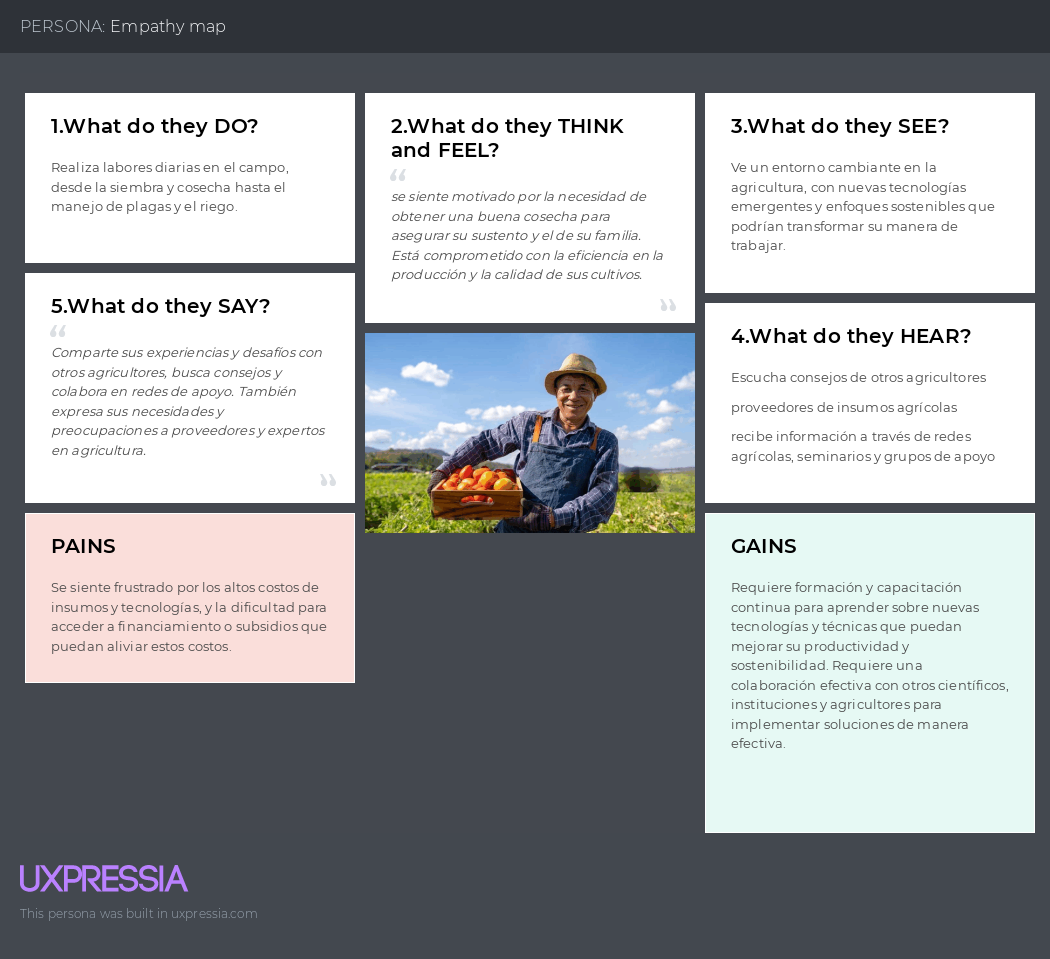 PERSONA: Empathy map
1.What do they DO?
Realiza labores diarias en el campo,
desde la siembra y cosecha hasta el
manejo de plagas y el riego.
2.What do they THINK
and FEEL?
“
se siente motivado por la necesidad de
obtener una buena cosecha para
asegurar su sustento y el de su familia.
Está comprometido con la eficiencia en la
producción y la calidad de sus cultivos.
”
3.What do they SEE?
Ve un entorno cambiante en la
agricultura, con nuevas tecnologías
emergentes y enfoques sostenibles que
podrían transformar su manera de
trabajar.
4.What do they HEAR?
Escucha consejos de otros agricultores
proveedores de insumos agrícolas
recibe información a través de redes
agrícolas, seminarios y grupos de apoyo
5.What do they SAY?
“
Comparte sus experiencias y desafíos con
otros agricultores, busca consejos y
colabora en redes de apoyo. También
expresa sus necesidades y
preocupaciones a proveedores y expertos
en agricultura.
”
PAINS
Se siente frustrado por los altos costos de
insumos y tecnologías, y la dificultad para
acceder a financiamiento o subsidios que
puedan aliviar estos costos.
GAINS
Requiere formación y capacitación
continua para aprender sobre nuevas
tecnologías y técnicas que puedan
mejorar su productividad y
sostenibilidad. Requiere una
colaboración efectiva con otros científicos,
instituciones y agricultores para
implementar soluciones de manera
efectiva.
UXPRESSIA
This persona was built in uxpressia.com